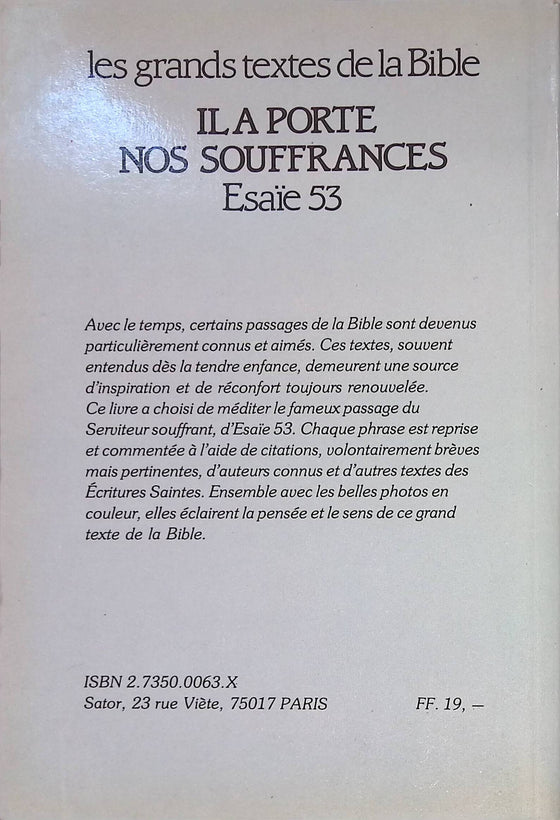 les grands textes de la Bible
IL A PORTE
NOS SOUFFRANCES
Esaïe 53
Avec le temps, certains passages de la Bible sont devenus
particulièrement connus et aimés. Ces textes, souvent
entendus dès la tendre enfance, demeurent une source
d'inspiration et de réconfort toujours renouvelée.
Ce livre a choisi de méditer le fameux passage du
Serviteur souffrant, d'Esaïe 53. Chaque phrase est reprise
et commentée à l'aide de citations, volontairement brèves
mais pertinentes, d'auteurs connus et d'autres textes des
Écritures Saintes. Ensemble avec les belles photos en
couleur, elles éclairent la pensée et le sens de ce grand
texte de la Bible.
ISBN 2.7350.0063.X
Sator, 23 rue Viète, 75017 PARIS FF. 19, —